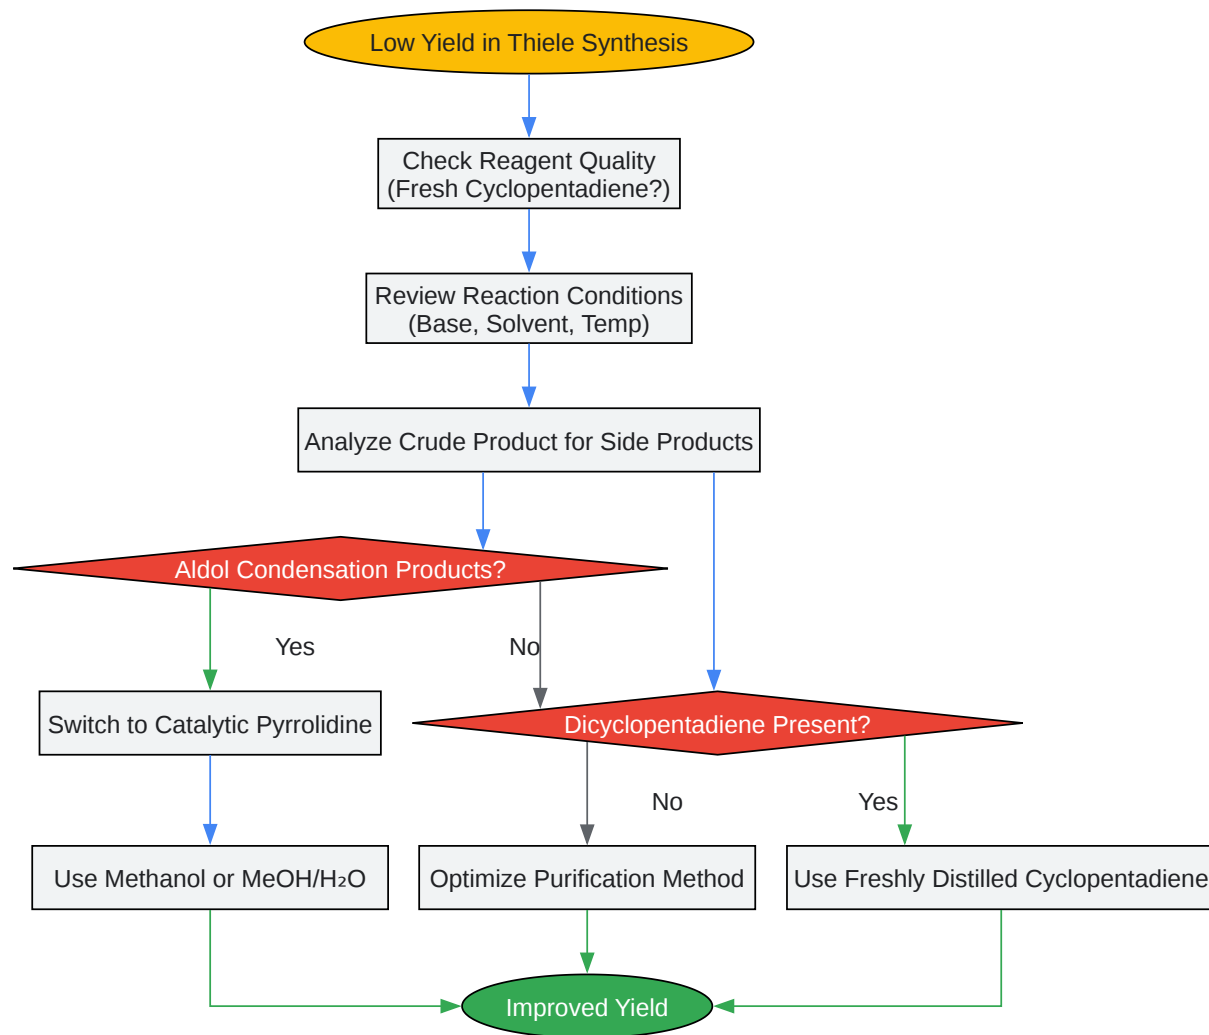 Low Yield in Thiele Synthesis
Check Reagent Quality
(Fresh Cyclopentadiene?)
Review Reaction Conditions
(Base, Solvent, Temp)
Analyze Crude Product for Side Products
Aldol Condensation Products?
Yes
No
Switch to Catalytic Pyrrolidine
Dicyclopentadiene Present?
No
Yes
Use Methanol or MeOH/H₂O
Optimize Purification Method
Use Freshly Distilled Cyclopentadiene
Improved Yield